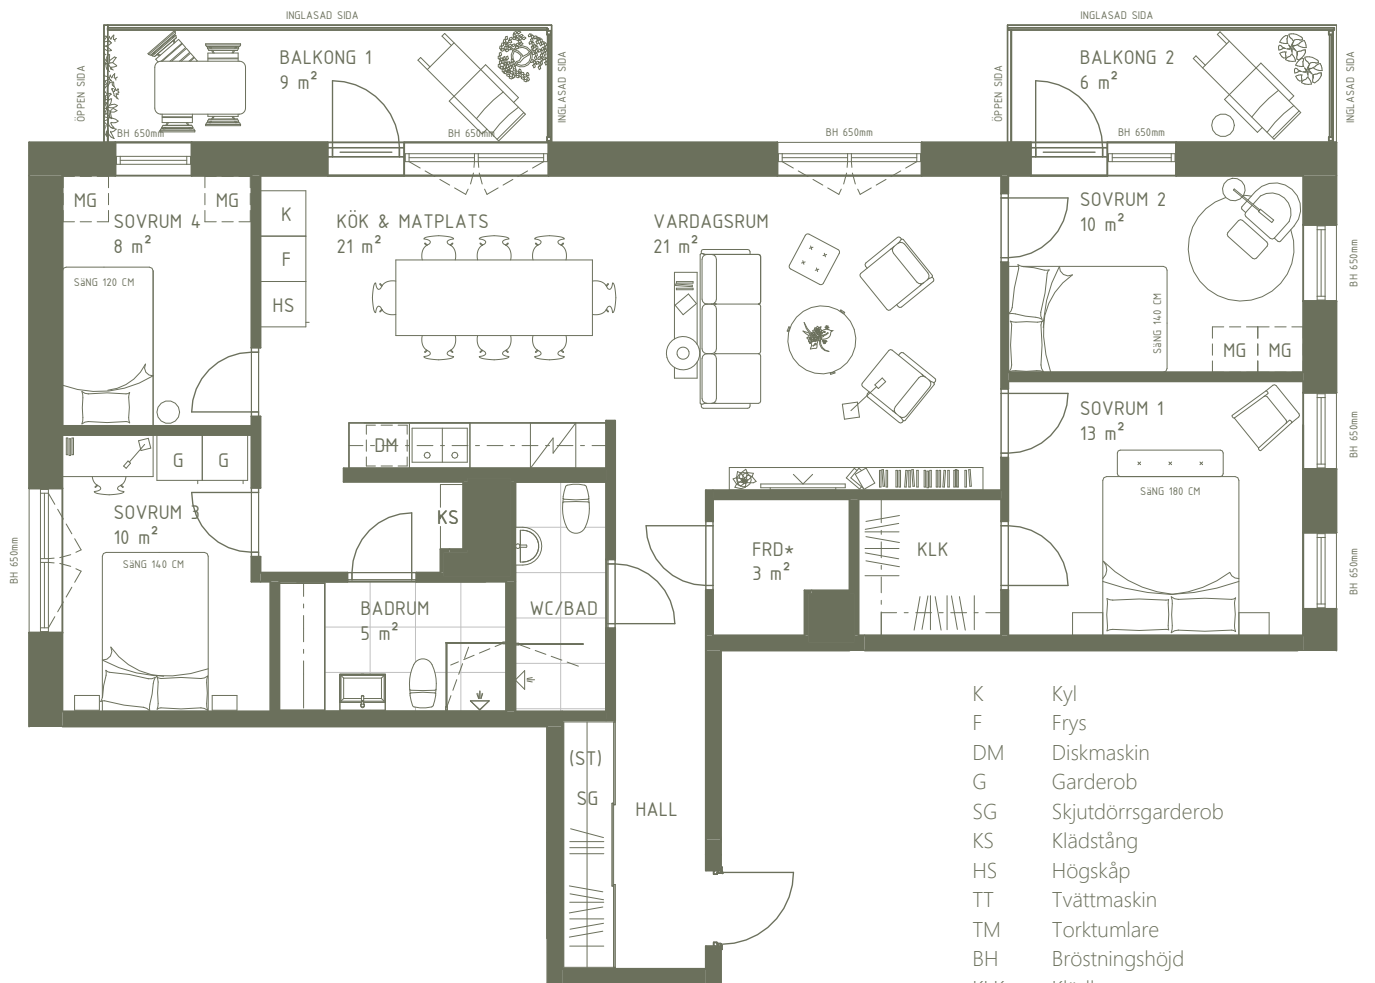 INGLASAD SIDA
INGLASAD SIDA
ÖPPEN SIDA
BALKONG 1
9 m²
INGLASAD SIDA
ÖPPEN SIDA
BALKONG 2
6 m²
INGLASAD SIDA
BH 650mm
BH 650mm
BH 650mm
BH 650mm
MG
MG
SOVRUM 4
8 m²
SäNG 120 CM
K
F
HS
KÖK & MATPLATS
21 m²
VARDAGSRUM
21 m²
SOVRUM 2
10 m²
SäNG 140 CM
MG
MG
BH 650mm
SOVRUM 1
13 m²
SäNG 180 CM
BH 650mm
BH 650mm
DM
G
G
SOVRUM 3
10 m²
SäNG 140 CM
BH 650mm
KS
FRD*
3 m²
KLK
BADRUM
5 m²
WC/BAD
(ST)
SG
HALL
K Kyl
F Frys
DM Diskmaskin
G Garderob
SG Skjutdörrsgarderob
KS Klädstång
HS Högskåp
TT Tvättmaskin
TM Torktumlare
BH Bröstningshöjd